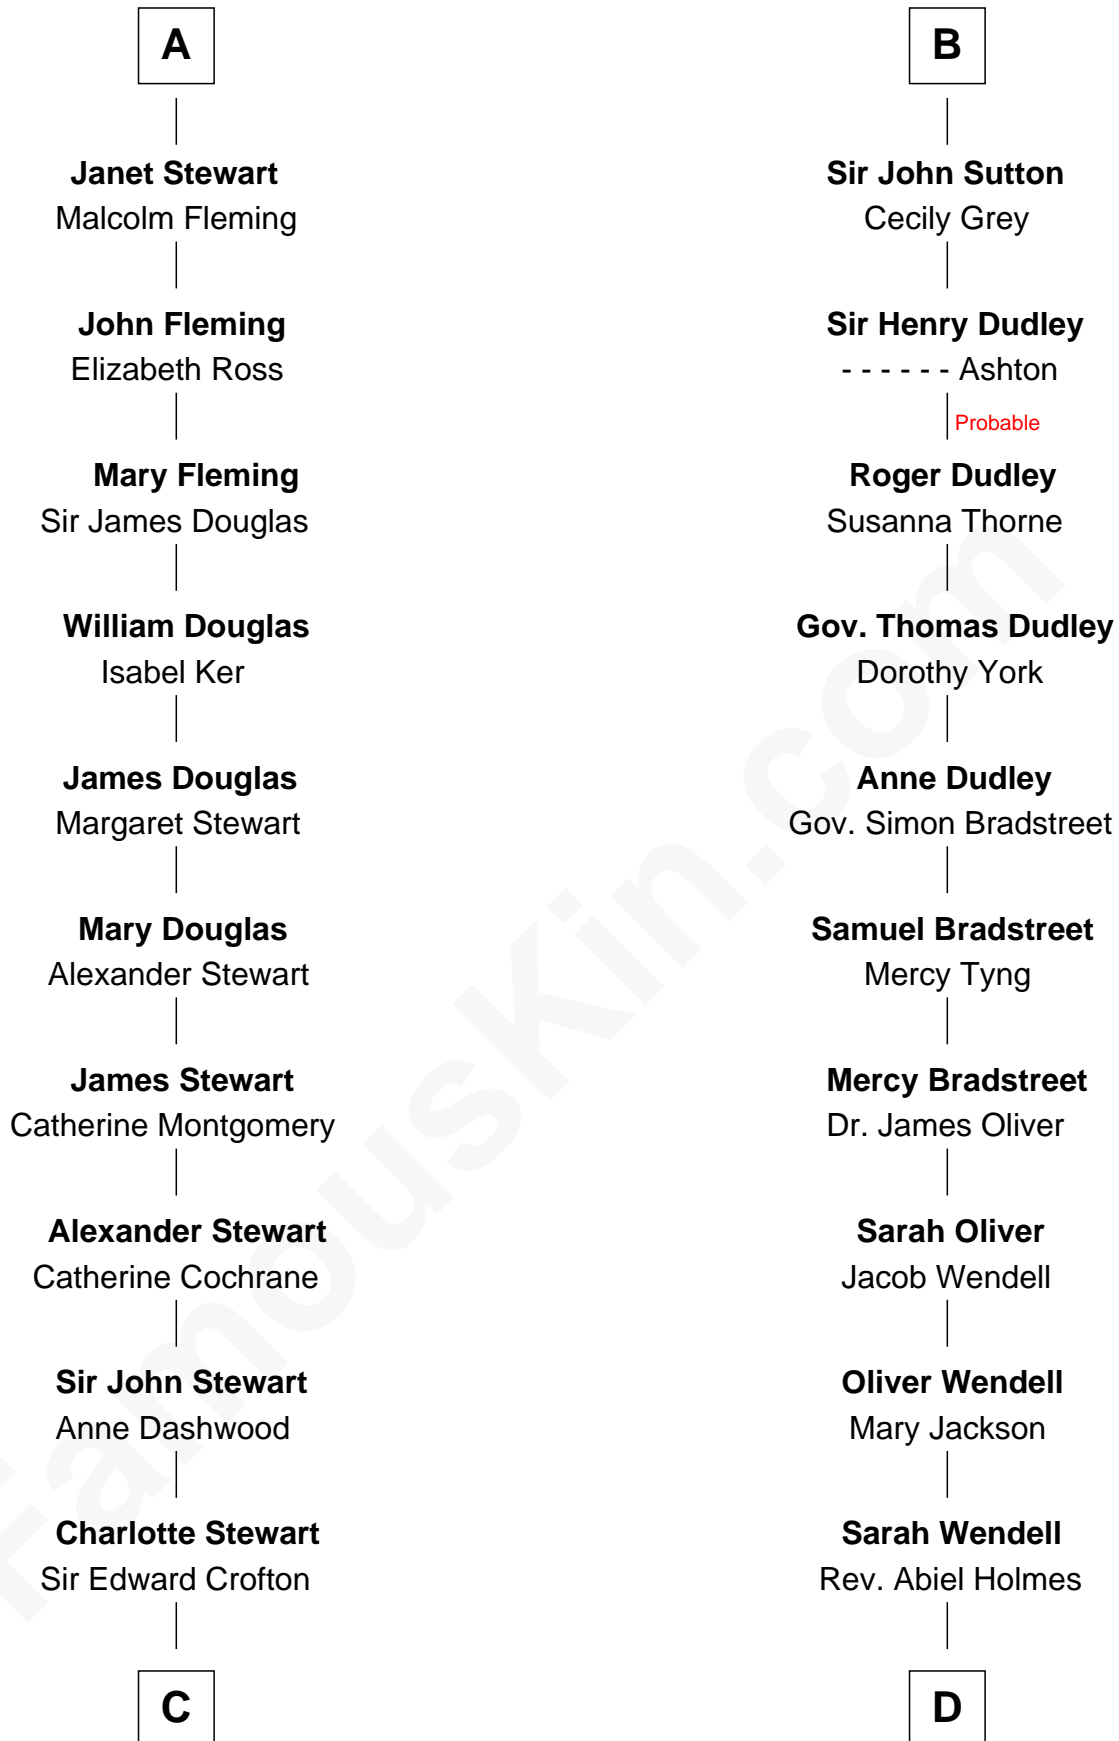 A
Janet Stewart
Malcolm Fleming
John Fleming
Elizabeth Ross
Mary Fleming
Sir James Douglas
William Douglas
Isabel Ker
James Douglas
Margaret Stewart
Mary Douglas
Alexander Stewart
James Stewart
Catherine Montgomery
Alexander Stewart
Catherine Cochrane
Sir John Stewart
Anne Dashwood
Charlotte Stewart
Sir Edward Crofton
C
B
Sir John Sutton
Cecily Grey
Sir Henry Dudley
- - - - - - Ashton
Probable
Roger Dudley
Susanna Thorne
Gov. Thomas Dudley
Dorothy York
Anne Dudley
Gov. Simon Bradstreet
Samuel Bradstreet
Mercy Tyng
Mercy Bradstreet
Dr. James Oliver
Sarah Oliver
Jacob Wendell
Oliver Wendell
Mary Jackson
Sarah Wendell
Rev. Abiel Holmes
D
FamousKin.com